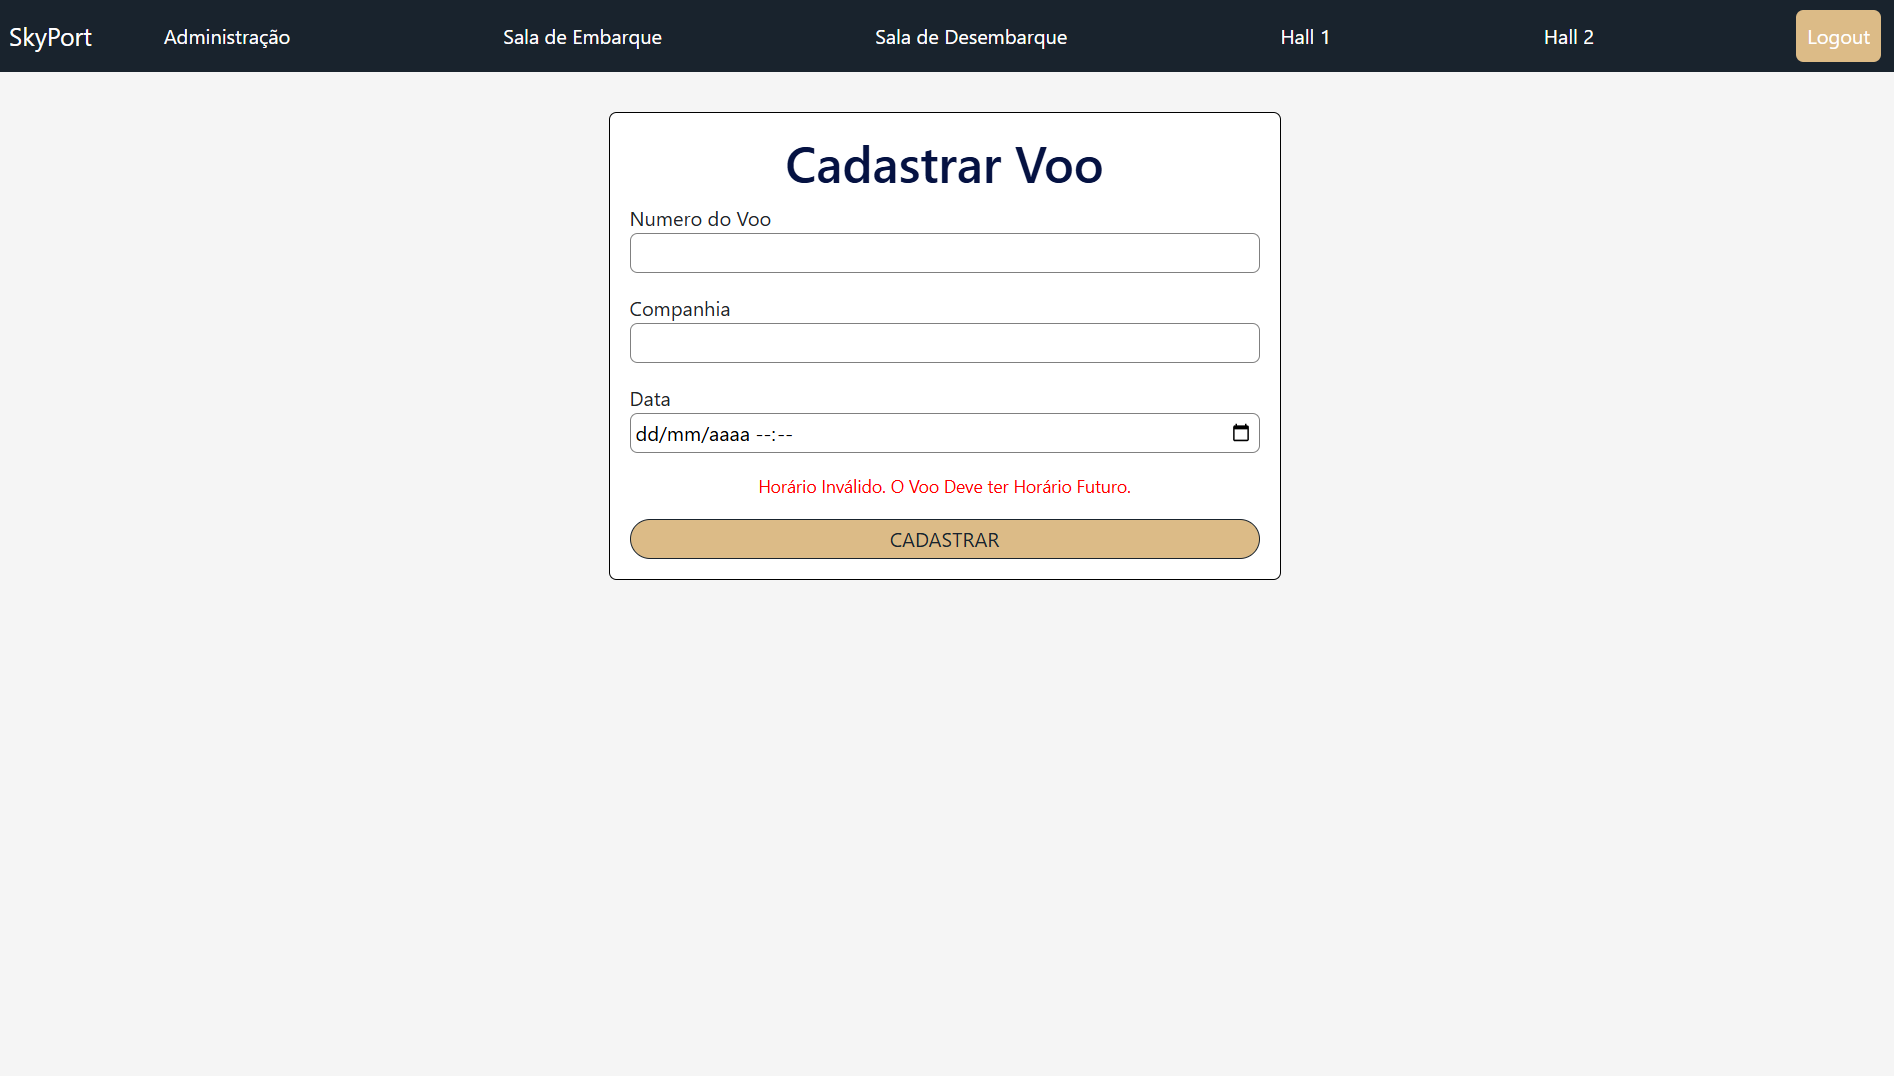 SkyPort Administração Sala de Embarque Sala de Desembarque Hall 1 Hall 2 Logout
Cadastrar Voo
Numero do Voo
Companhia
Data
dd/mm/aaaa --:--
Horário Inválido. O Voo Deve ter Horário Futuro.
CADASTRAR